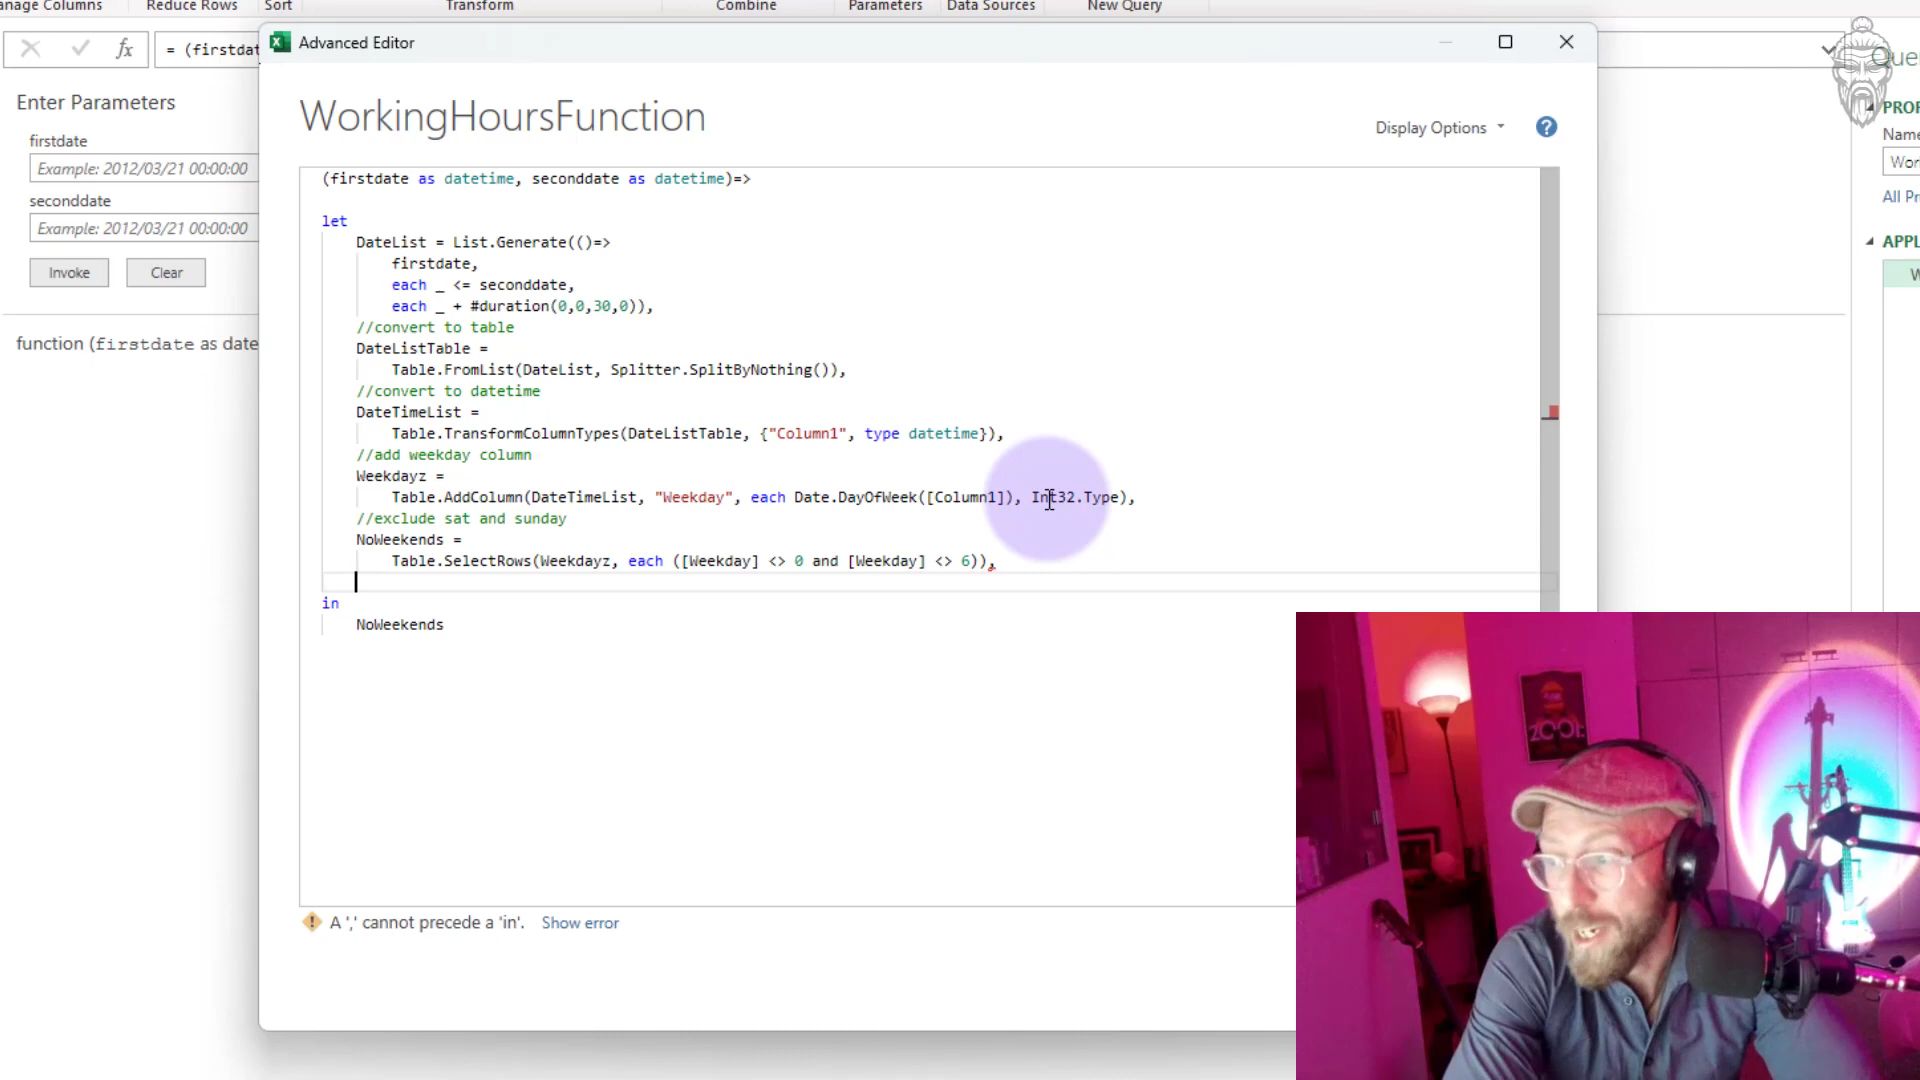 anage Columns Reduce Rows Sort Transform Combine Parameters Data Sources New Query
fx = (firstdat
Advanced Editor
Enter Parameters
firstdate
Example: 2012/03/21 00:00:00
seconddate
Example: 2012/03/21 00:00:00
Invoke Clear
function (firstdate as date
WorkingHoursFunction
Display Options
?
(firstdate as datetime, seconddate as datetime)=>
let
DateList = List.Generate(()=>
firstdate,
each _ <= seconddate,
each _ + #duration(0,0,30,0)),
//convert to table
DateListTable =
Table.FromList(DateList, Splitter.SplitByNothing()),
//convert to datetime
DateTimeList =
Table.TransformColumnTypes(DateListTable, {"Column1", type datetime}),
//add weekday column
Weekdayz =
Table.AddColumn(DateTimeList, "Weekday", each Date.DayOfWeek([Column1]), Int32.Type),
//exclude sat and sunday
NoWeekends =
Table.SelectRows(Weekdayz, each ([Weekday] <> 0 and [Weekday] <> 6)),
in
NoWeekends
A ',' cannot precede a 'in'. Show error
Que
PROP
Name
Wor
All Pr
APPL
W